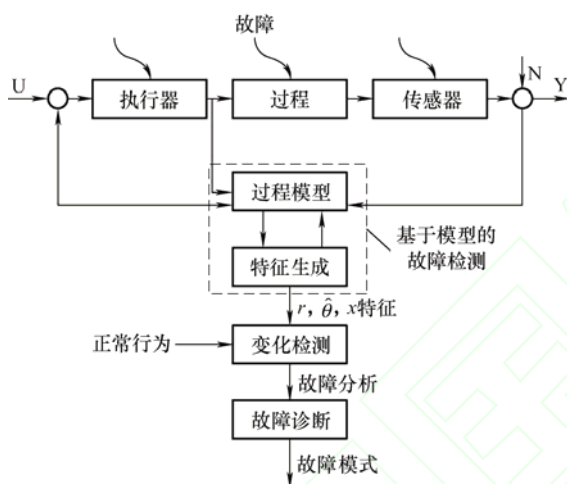 故障
U
执行器
过程
传感器
N
Y
过程模型
基于模型的
故障检测
特征生成
r, θ̂, x特征
正常行为
变化检测
故障分析
故障诊断
故障模式